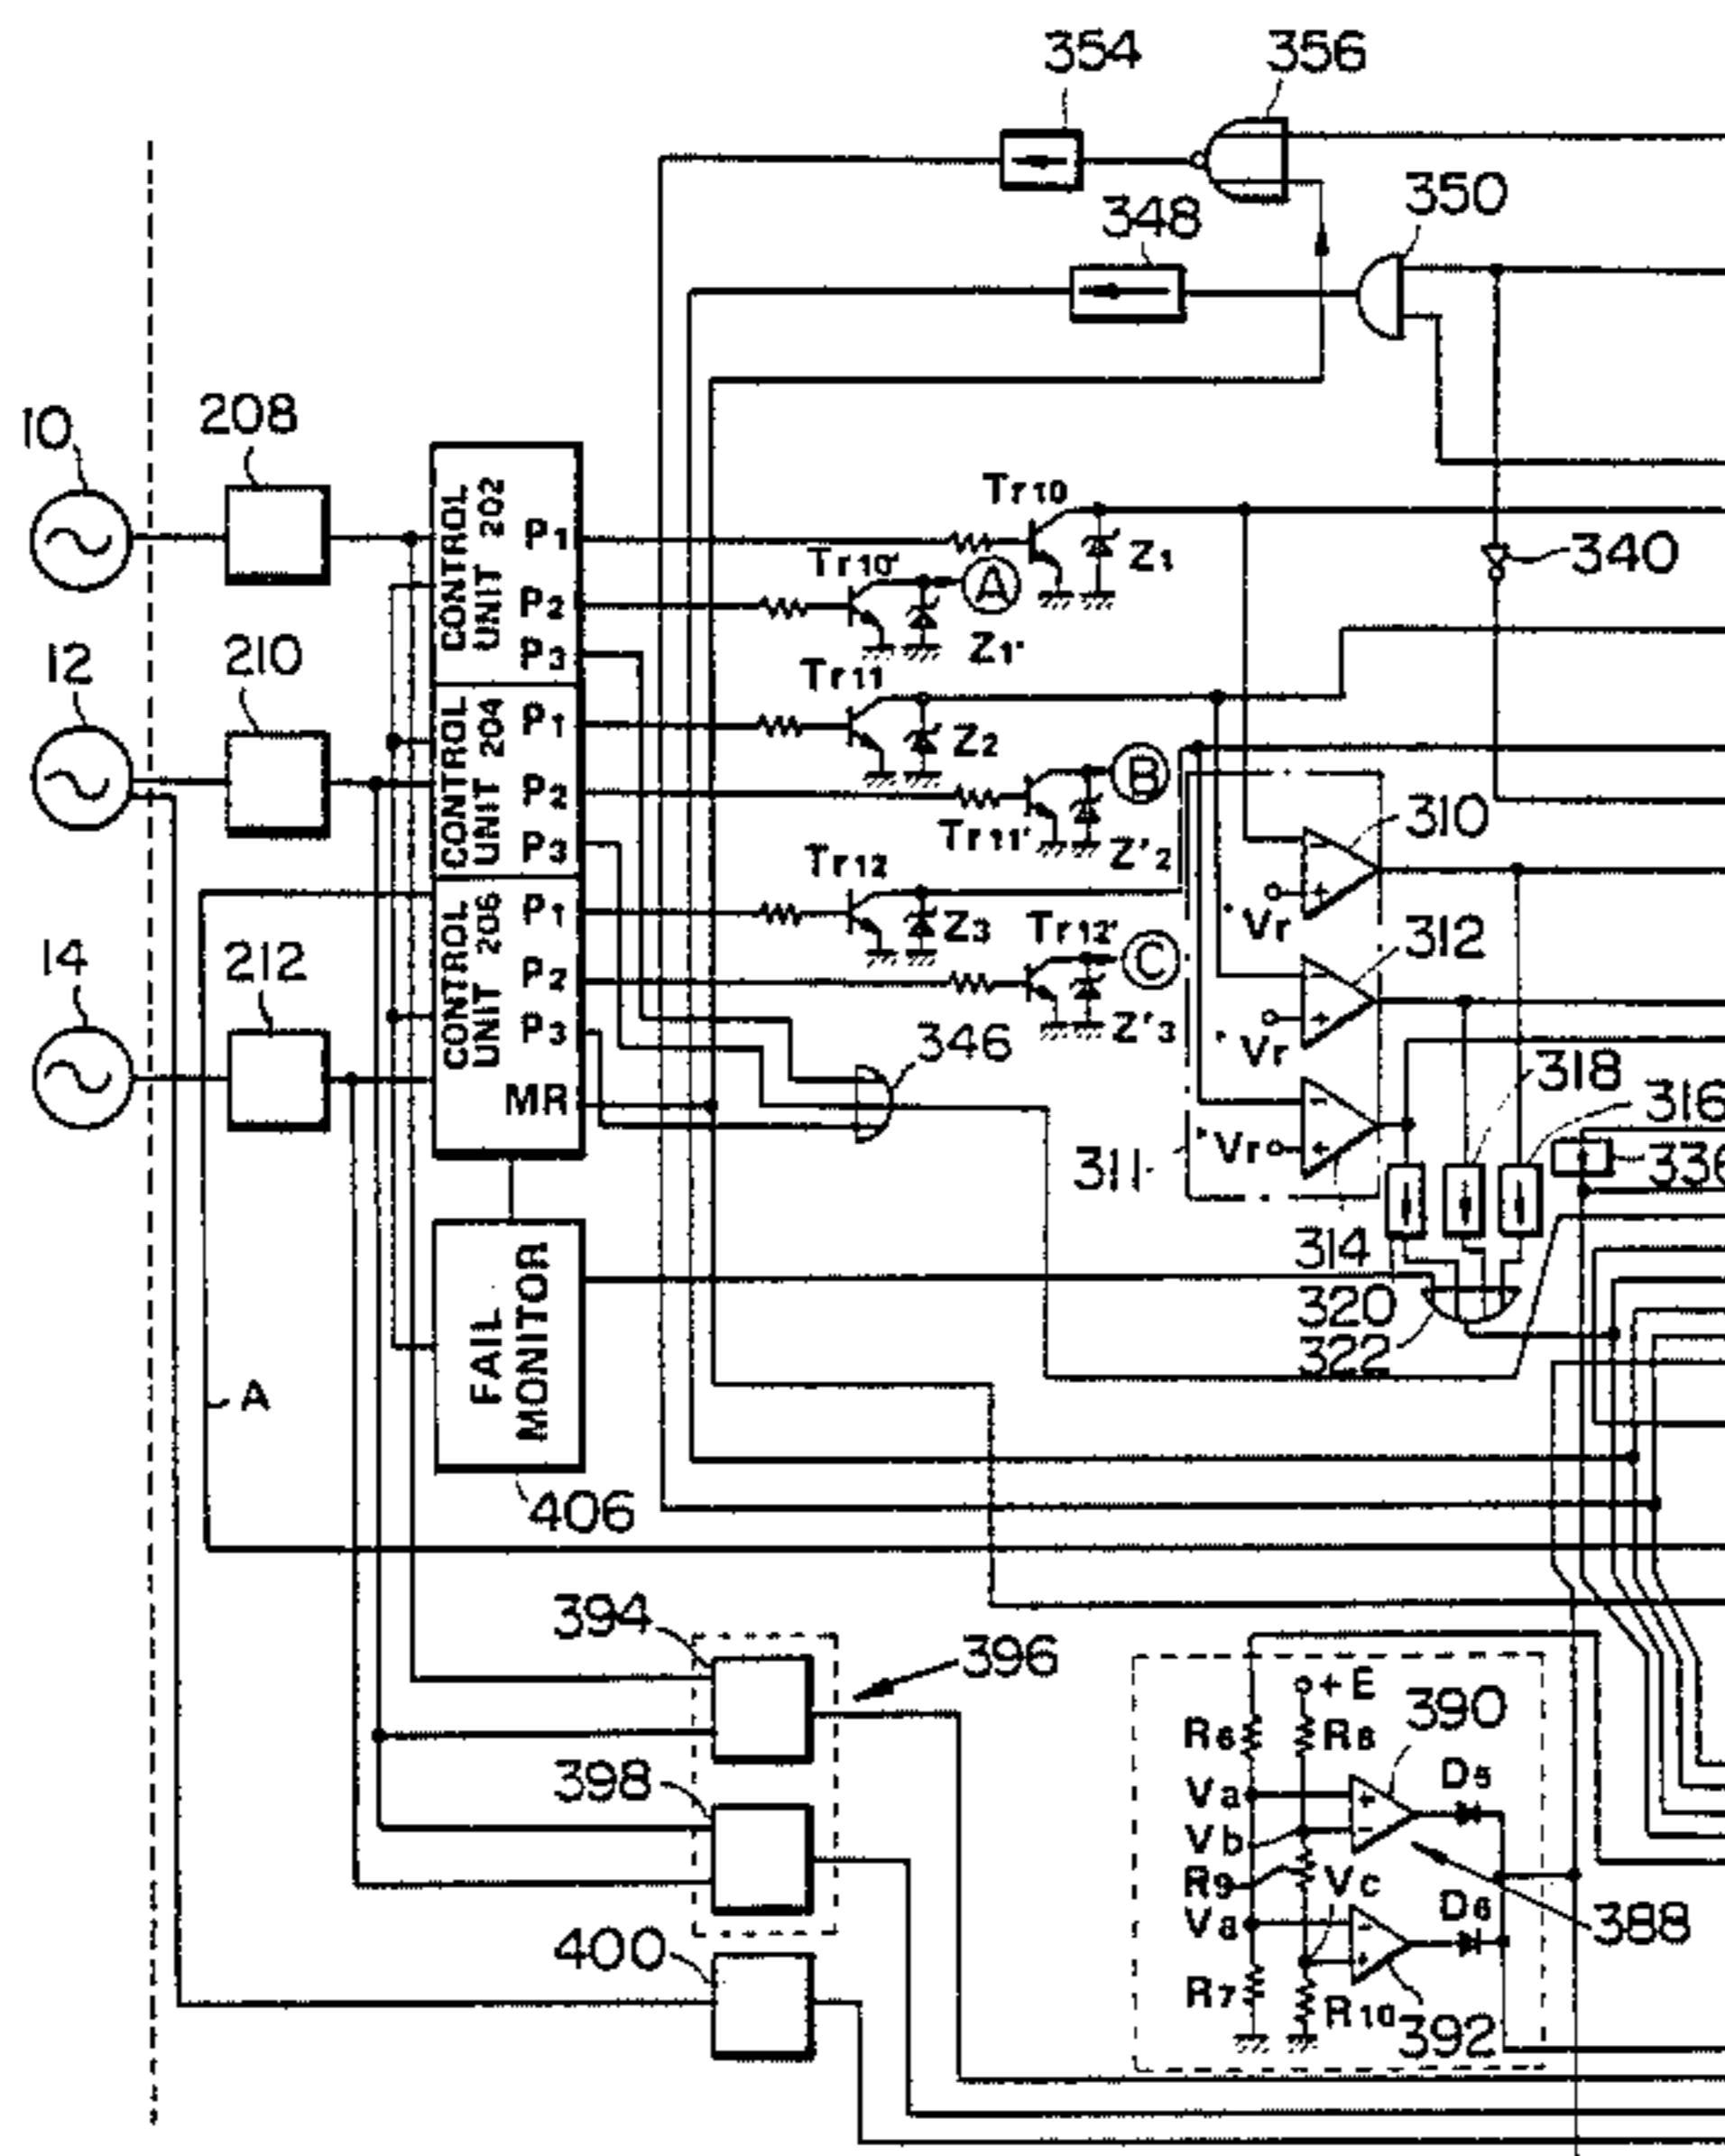 354
356
350
348
10
208
CONTROL UNIT 202
P1
P2
P3
Tr10
Z1
340
Tr10'
A
Z1'
12
210
CONTROL UNIT 204
P1
P2
P3
Tr11
Z2
B
Tr11'
Z'2
310
Vr
14
212
CONTROL UNIT 206
P1
P2
P3
MR
Tr12
Z3
Tr12'
C
Z'3
312
Vr
346
318
316
Vr
311
336
314
320
322
FAIL MONITOR
A
406
394
396
398
400
+E
390
R6
R8
Va
D5
Vb
R9
Vc
Va
D6
388
R7
R10
392